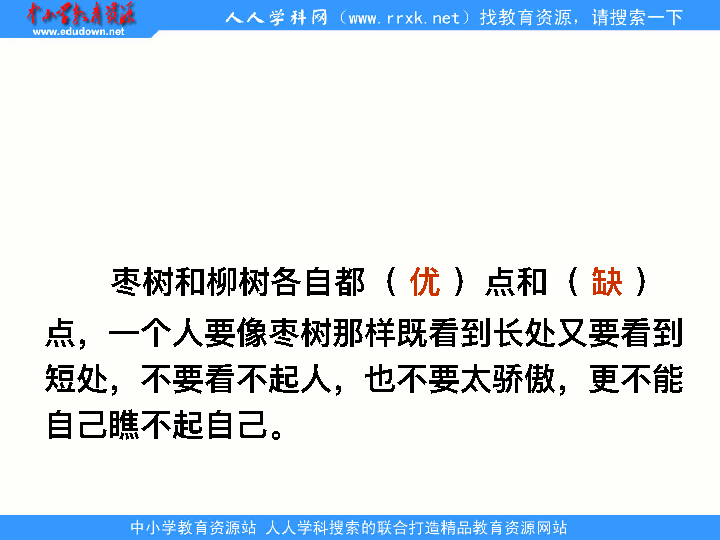 中小学教育资源
www.edudown.net
人人学科网（www.rrxk.net）找教育资源，请搜索一下
枣树和柳树各自都（优）点和（缺）
点，一个人要像枣树那样既看到长处又要看到
短处，不要看不起人，也不要太骄傲，更不能
自己瞧不起自己。
中小学教育资源站 人人学科搜索的联合打造精品教育资源网站